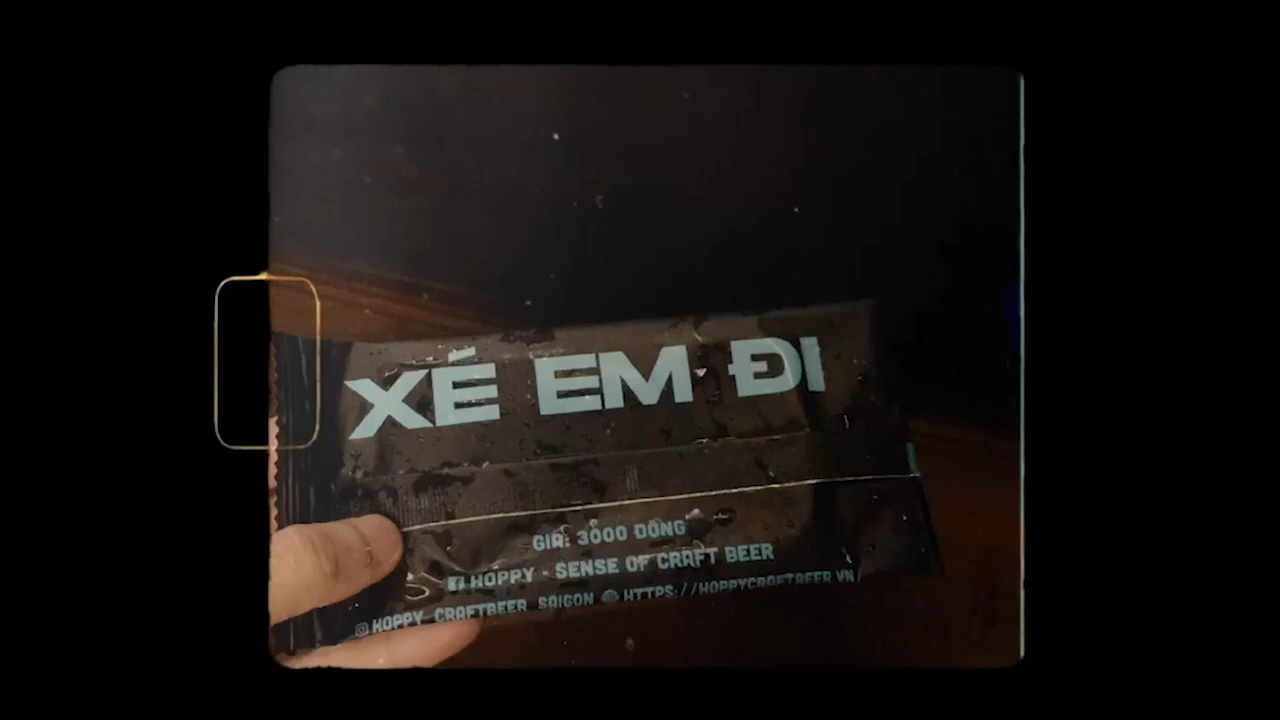 XÉ EM ĐI
GIÁ: 3000 ĐỒNG
HOPPY - SENSE OF CRAFT BEER
HOPPY_CRAFTBEER_SAIGON HTTPS://HOPPYCRAFTBEER.VN/